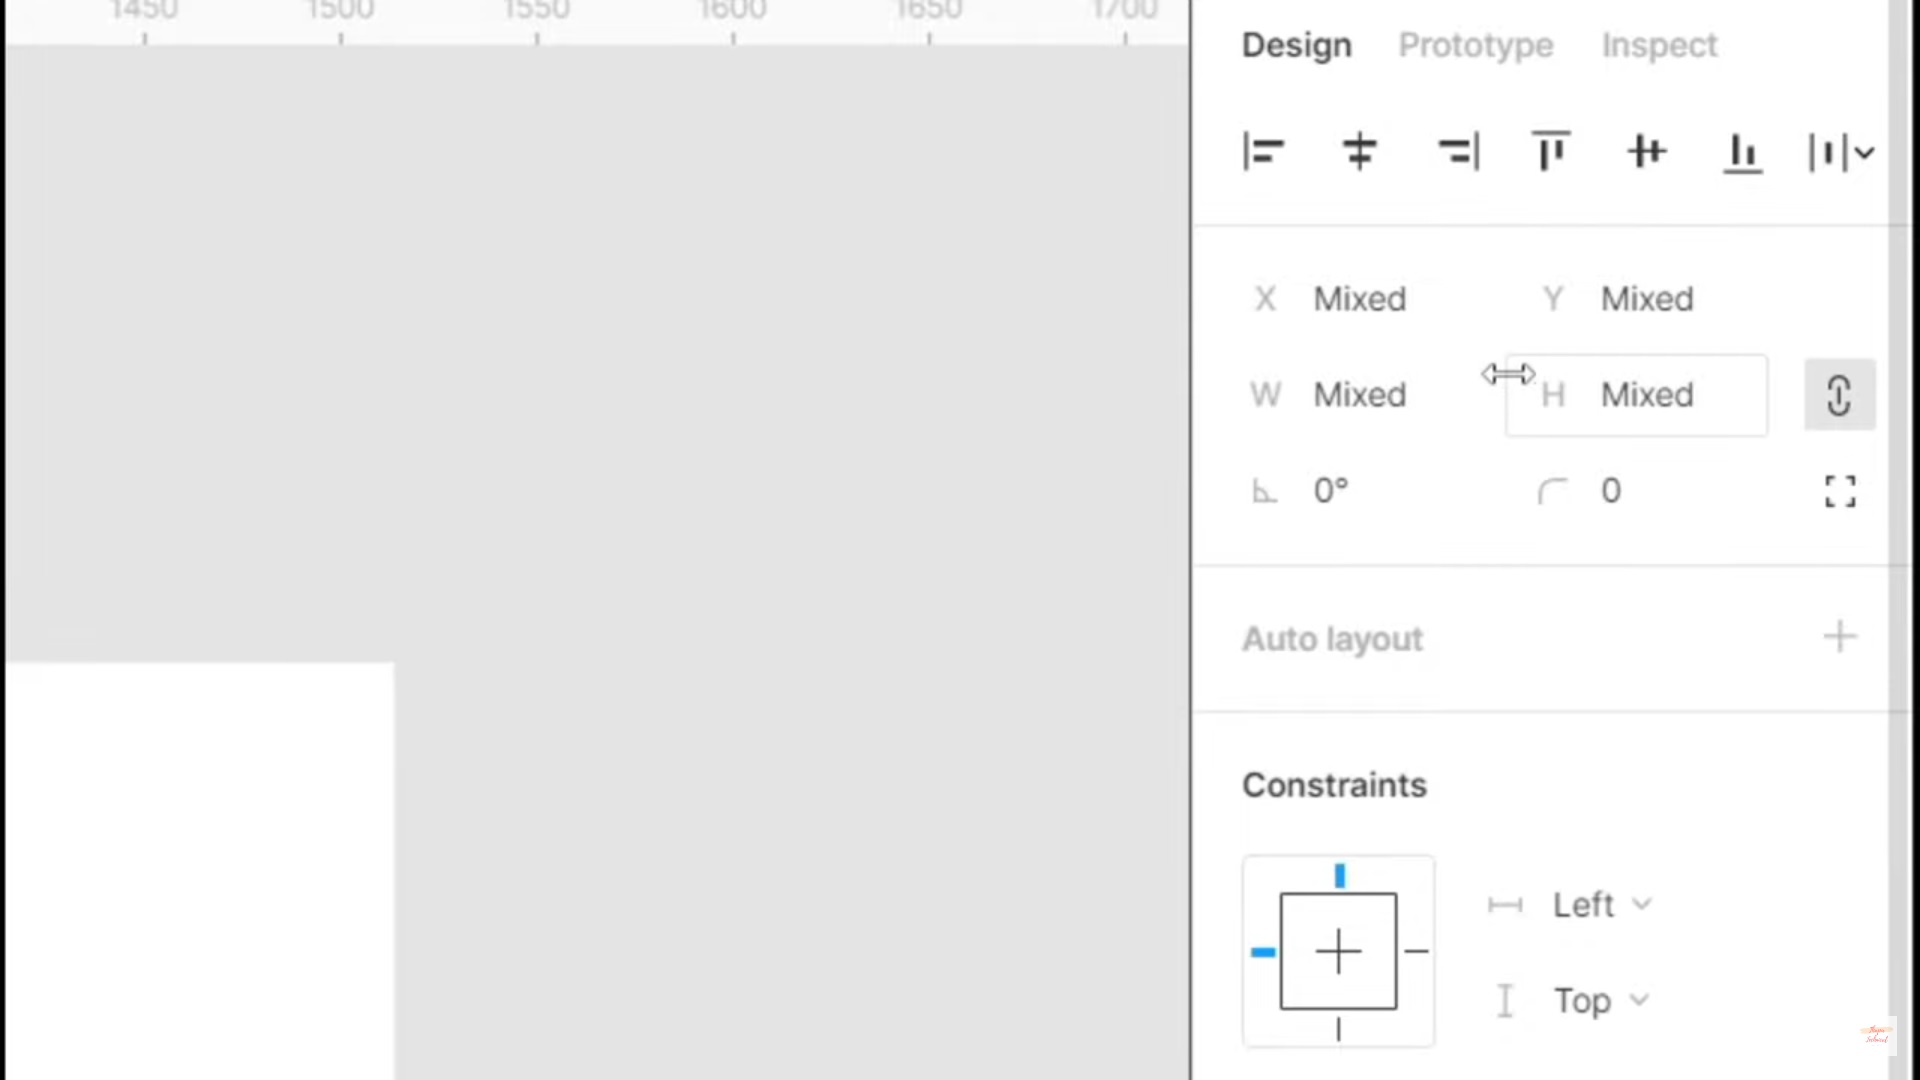 1450 1500 1550 1600 1650 1700
Design Prototype Inspect
X Mixed Y Mixed
W Mixed H Mixed
0° 0
Auto layout
Constraints
Left
Top